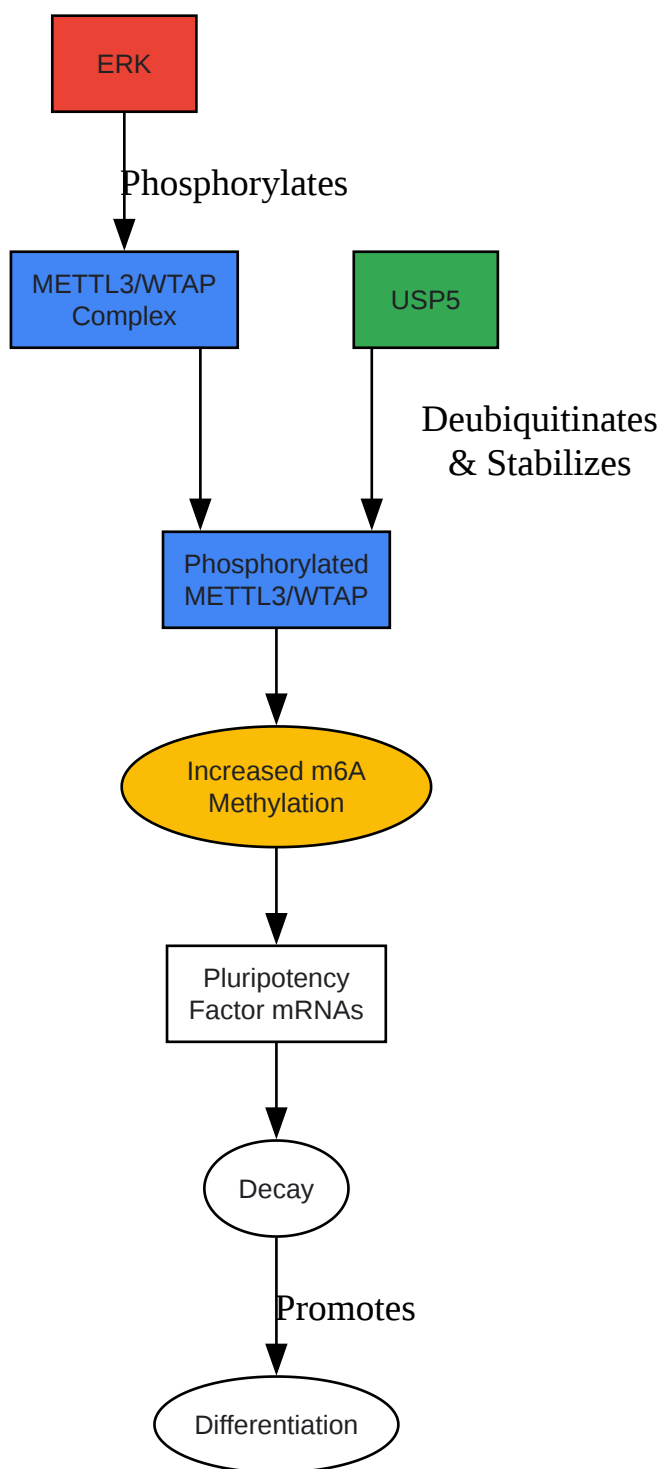 ERK
Phosphorylates
METTL3/WTAP
Complex
USP5
Deubiquitinates
& Stabilizes
Phosphorylated
METTL3/WTAP
Increased m6A
Methylation
Pluripotency
Factor mRNAs
Decay
Promotes
Differentiation